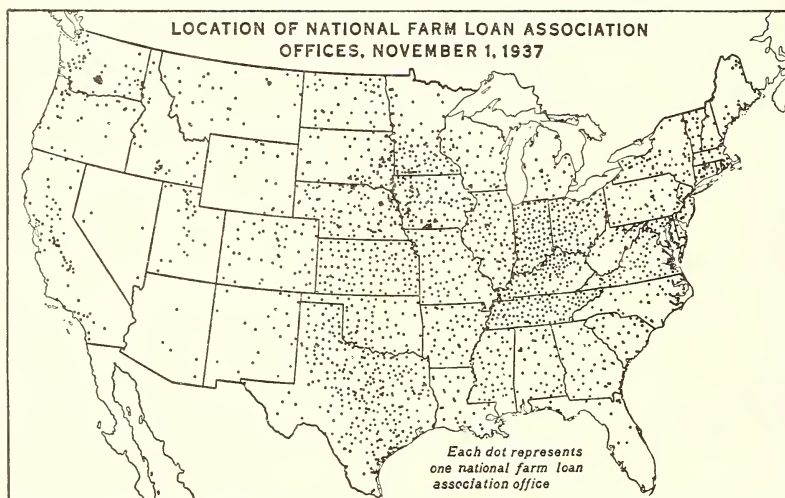 LOCATION OF NATIONAL FARM LOAN ASSOCIATION
OFFICES, NOVEMBER 1, 1937
Each dot represents
one national farm loan
association office